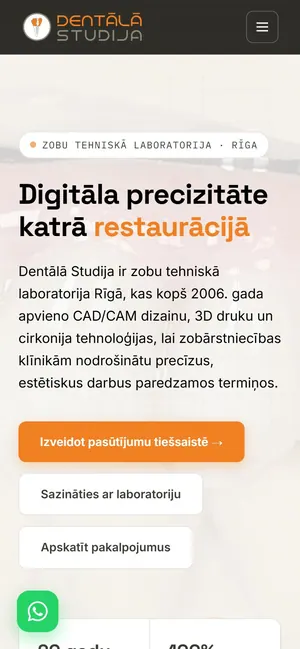 DENTĀLĀ
STUDIJA
ZOBU TEHNISKĀ LABORATORIJA · RĪGA
Digitāla precizitāte
katrā restaurācijā
Dentālā Studija ir zobu tehniskā
laboratorija Rīgā, kas kopš 2006. gada
apvieno CAD/CAM dizainu, 3D druku un
cirkonija tehnoloģijas, lai zobārstniecības
klīnikām nodrošinātu precīzus,
estētiskus darbus paredzamos termiņos.
Izveidot pasūtījumu tiešsaistē →
Sazināties ar laboratoriju
Apskatīt pakalpojumus